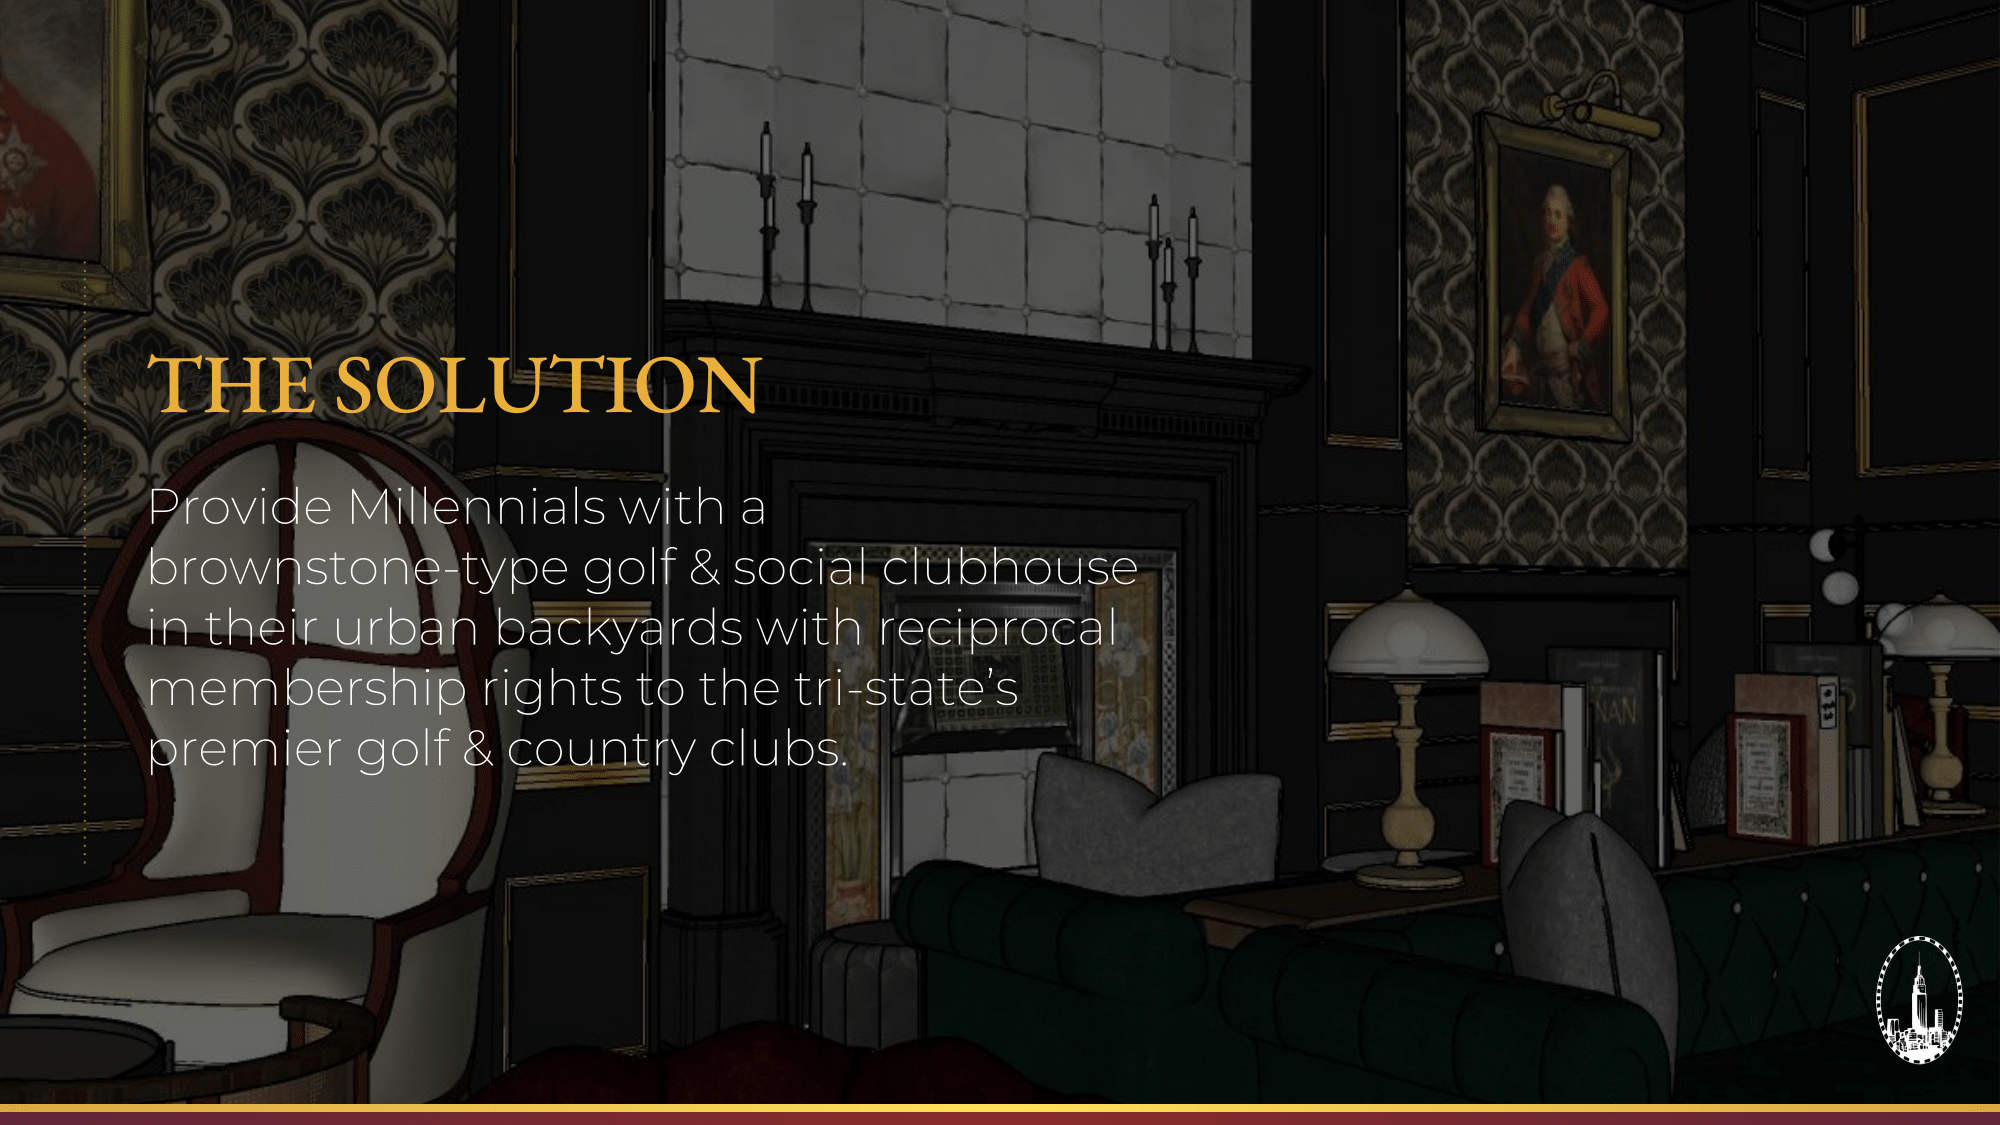 THE SOLUTION
Provide Millennials with a
brownstone-type golf & social clubhouse
in their urban backyards with reciprocal
membership rights to the tri-state’s
premier golf & country clubs.